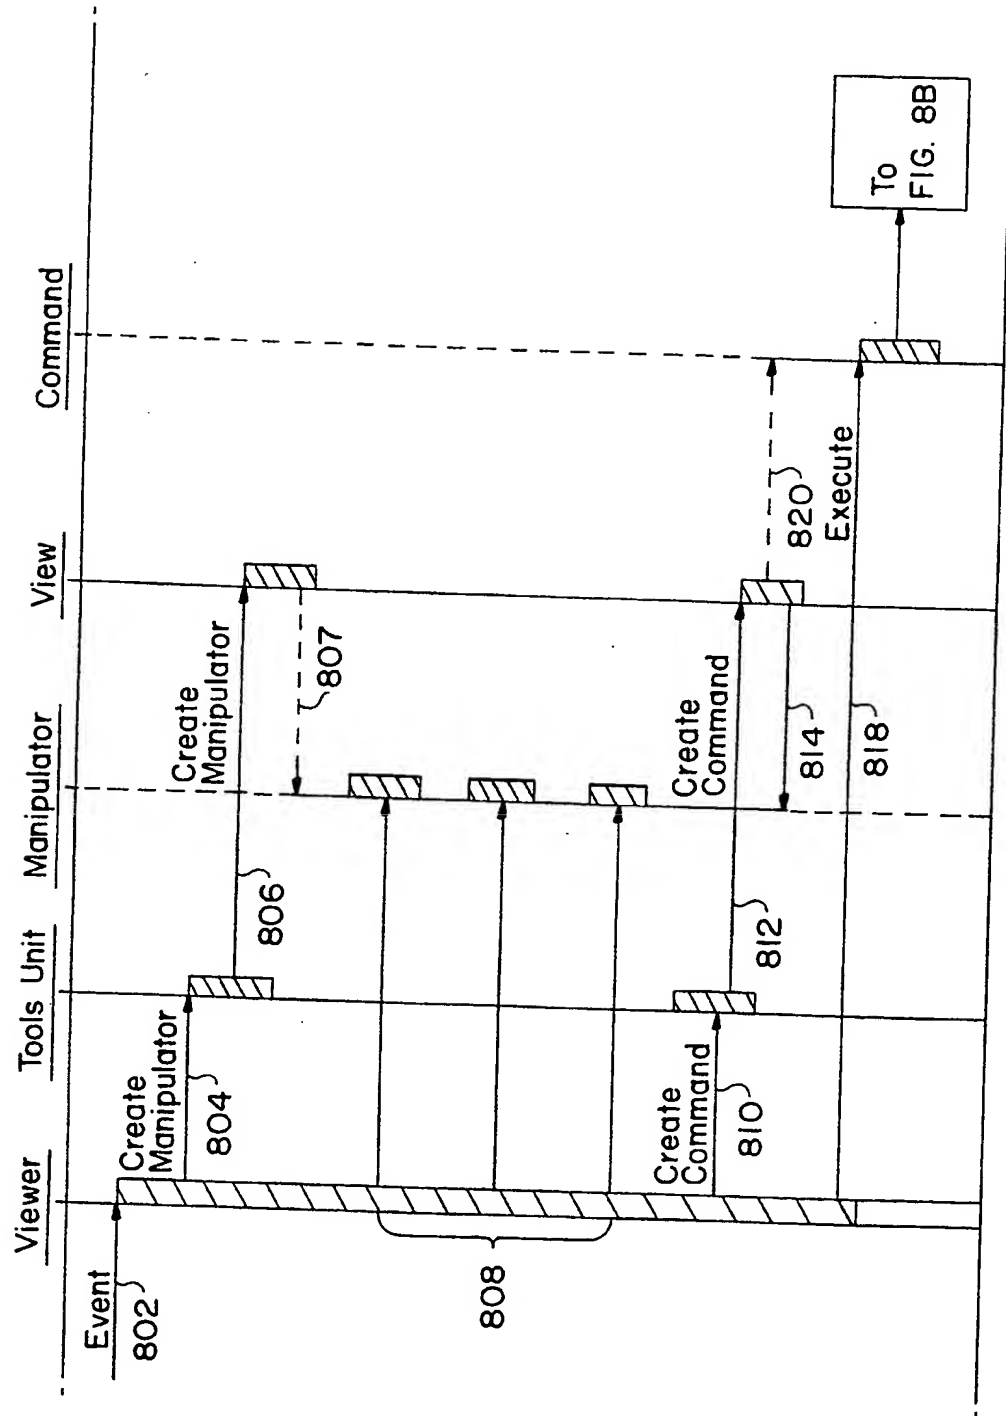 Viewer
Tools Unit
Manipulator
View
Command
Event
802
Create
Manipulator
804
806
Create
Manipulator
807
808
Create
Command
810
812
Create
Command
814
820
Execute
818
To
FIG. 8B